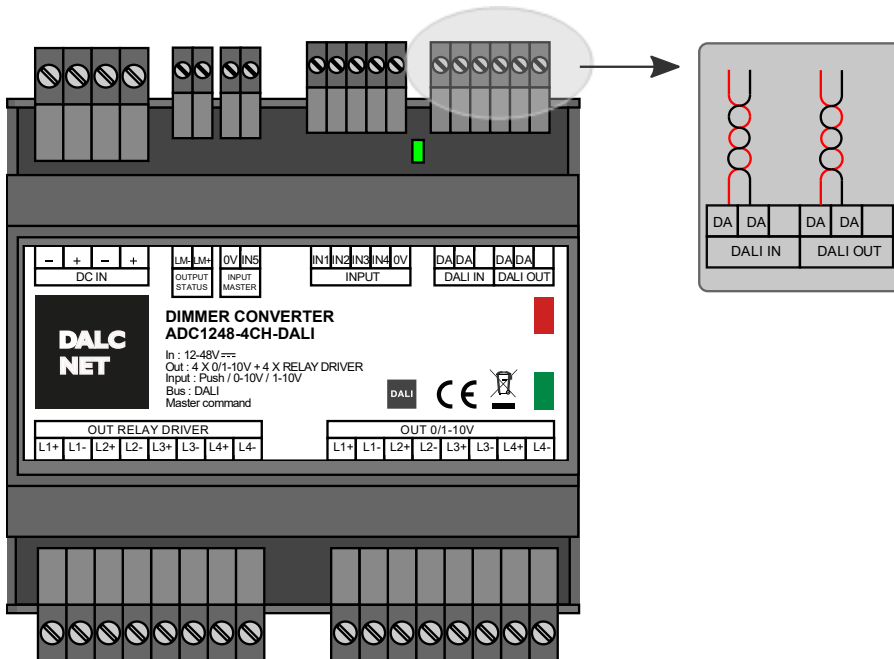 DA DA DA DA
DALI IN DALI OUT
– + – +
DC IN
LM- LM+
OUTPUT
STATUS
0V IN5
INPUT
MASTER
IN1 IN2 IN3 IN4 0V
INPUT
DA DA DA DA
DALI IN DALI OUT
DALC
NET
DIMMER CONVERTER
ADC1248-4CH-DALI
In : 12-48V⎓
Out : 4 X 0/1-10V + 4 X RELAY DRIVER
Input : Push / 0-10V / 1-10V
Bus : DALI
Master command
DALI
CE
OUT RELAY DRIVER
L1+ L1- L2+ L2- L3+ L3- L4+ L4-
OUT 0/1-10V
L1+ L1- L2+ L2- L3+ L3- L4+ L4-